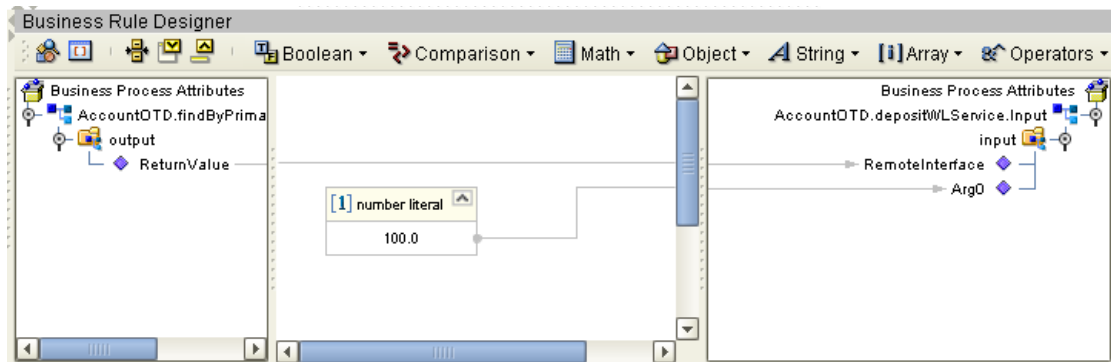 Business Rule Designer
Boolean Comparison Math Object String [i] Array Operators
Business Process Attributes
AccountOTD.findByPrima
output
ReturnValue
[1] number literal
100.0
Business Process Attributes
AccountOTD.depositWLService.Input
input
RemoteInterface
Arg0